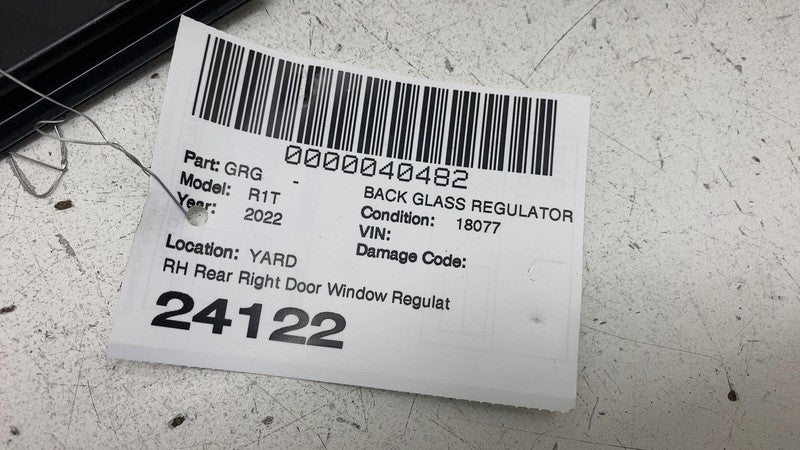 0000040482
Part: GRG - BACK GLASS REGULATOR
Model: R1T Condition: 18077
Year: 2022 VIN:
Damage Code:
Location: YARD
RH Rear Right Door Window Regulat
24122